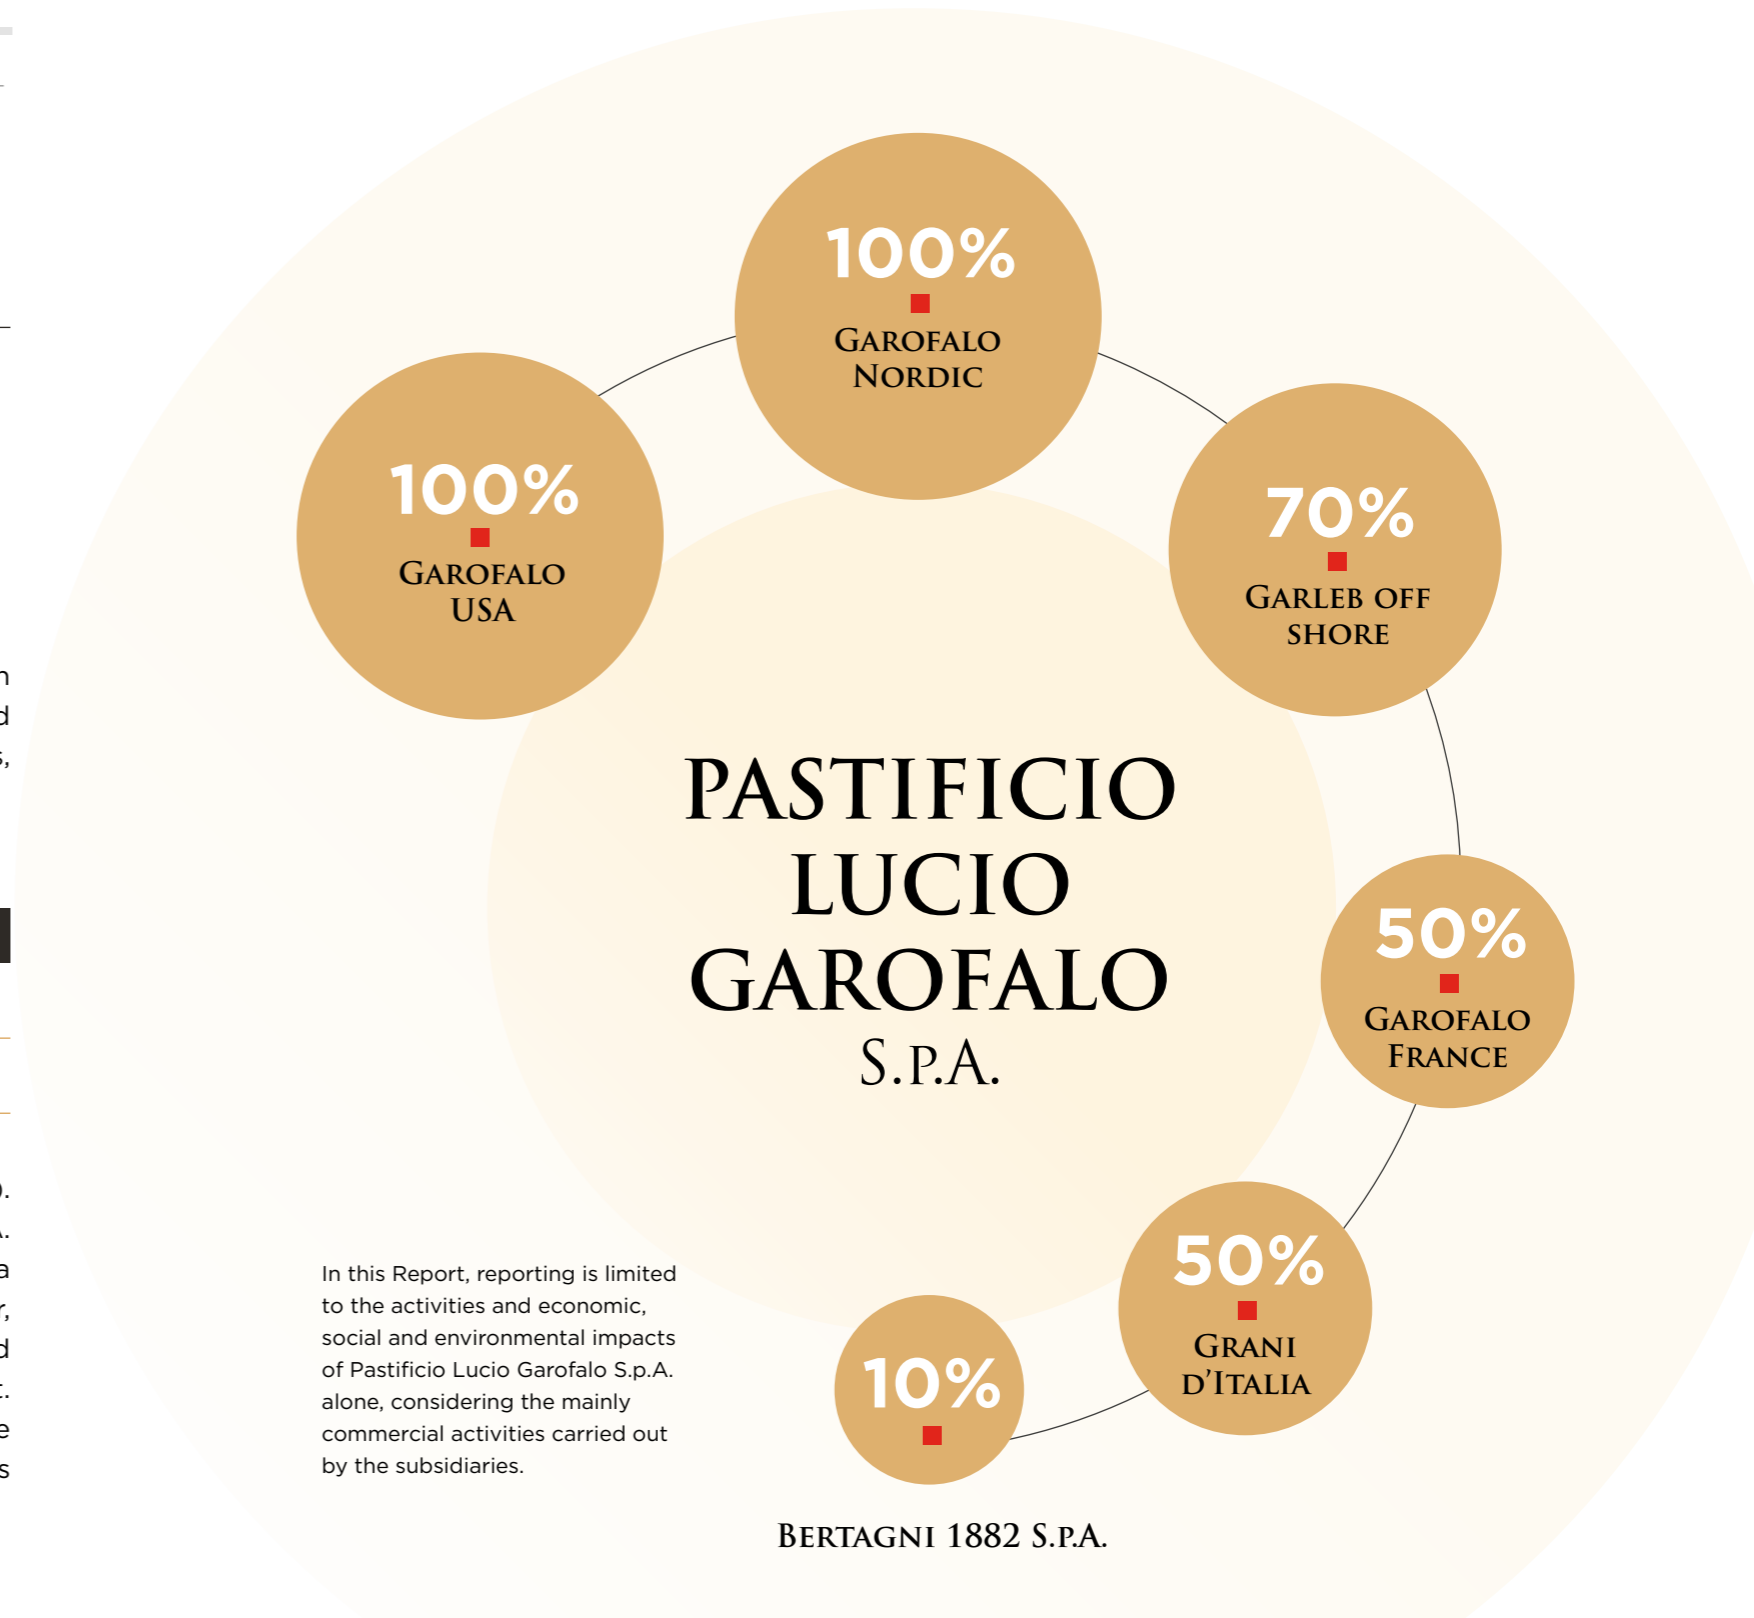 100%
GAROFALO
NORDIC
100%
GAROFALO
USA
70%
GARLEB OFF
SHORE
PASTIFICIO
LUCIO
GAROFALO
S.P.A.
50%
GAROFALO
FRANCE
50%
GRANI
D'ITALIA
In this Report, reporting is limited
to the activities and economic,
social and environmental impacts
of Pastificio Lucio Garofalo S.p.A.
alone, considering the mainly
commercial activities carried out
by the subsidiaries.
10%
BERTAGNI 1882 S.P.A.